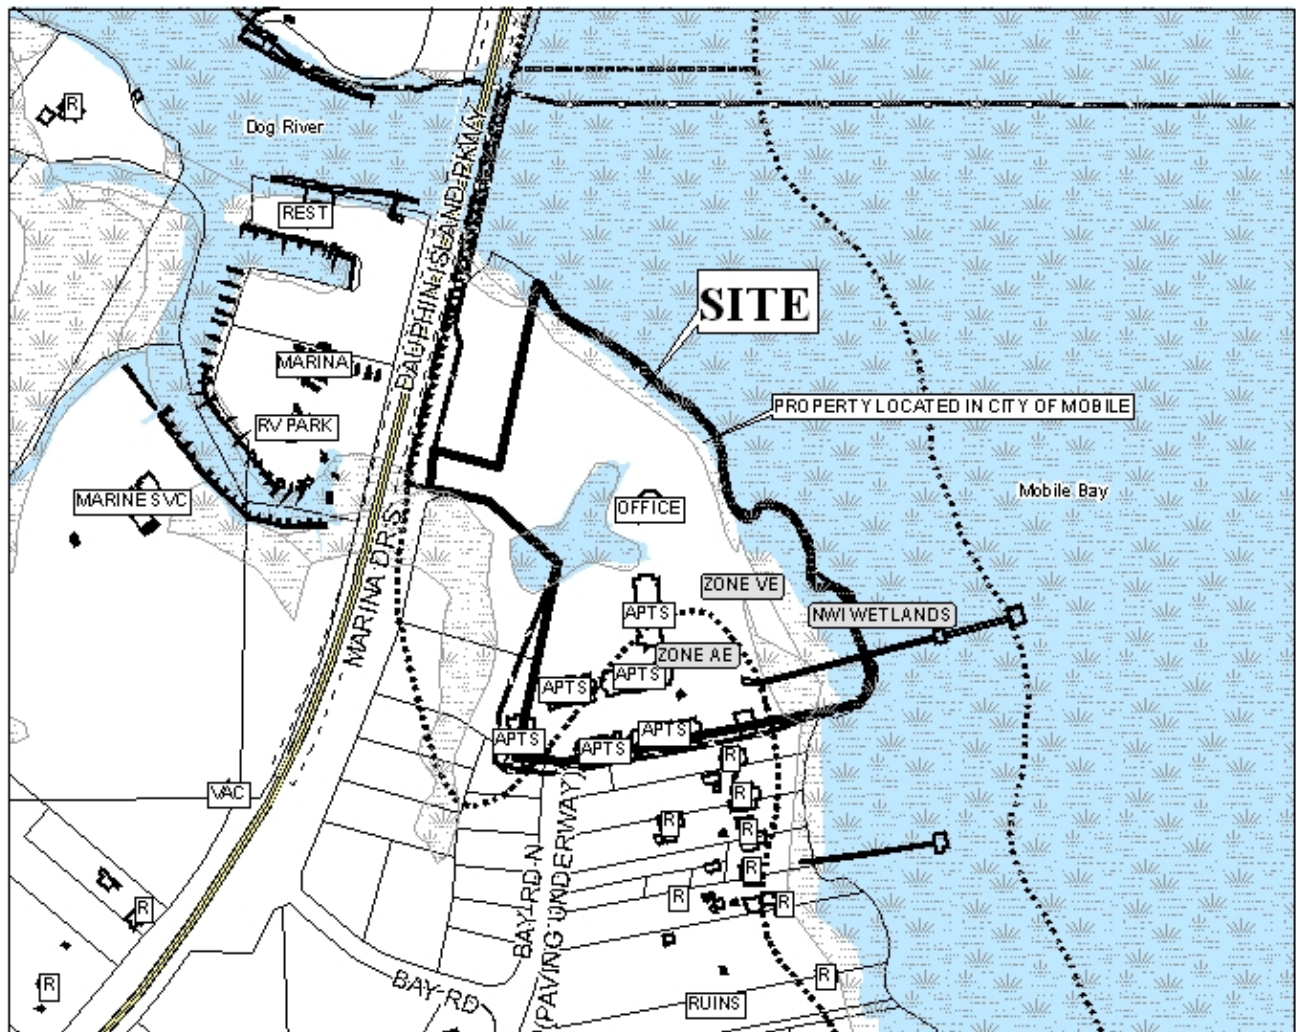 R
Dog River
REST
DAUPHIN ISLAND PKWY
SITE
MARINA
PROPERTY LOCATED IN CITY OF MOBILE
RV PARK
Mobile Bay
MARINE SVC
OFFICE
MARINA DR S
ZONE VE
APTS
NWI WETLANDS
ZONE AE
APTS
APTS
APTS
APTS
APTS
R
VAC
R
R
R
R
BAY RD N
(PAVING UNDERWAY)
R
R
R
R
R
BAY RD
RUINS